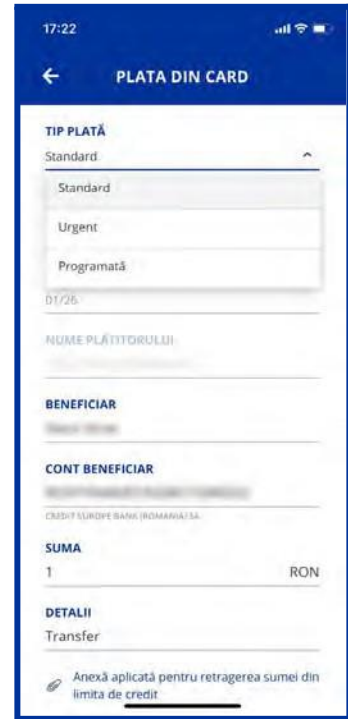 17:22
PLATA DIN CARD
TIP PLATĂ
Standard
Standard
Urgent
Programată
01/26
NUME PLĂTITORULUI
BENEFICIAR
CONT BENEFICIAR
CREDIT EUROPE BANK (ROMANIA) SA
SUMA
1 RON
DETALII
Transfer
Anexă aplicată pentru retragerea sumei din
limita de credit